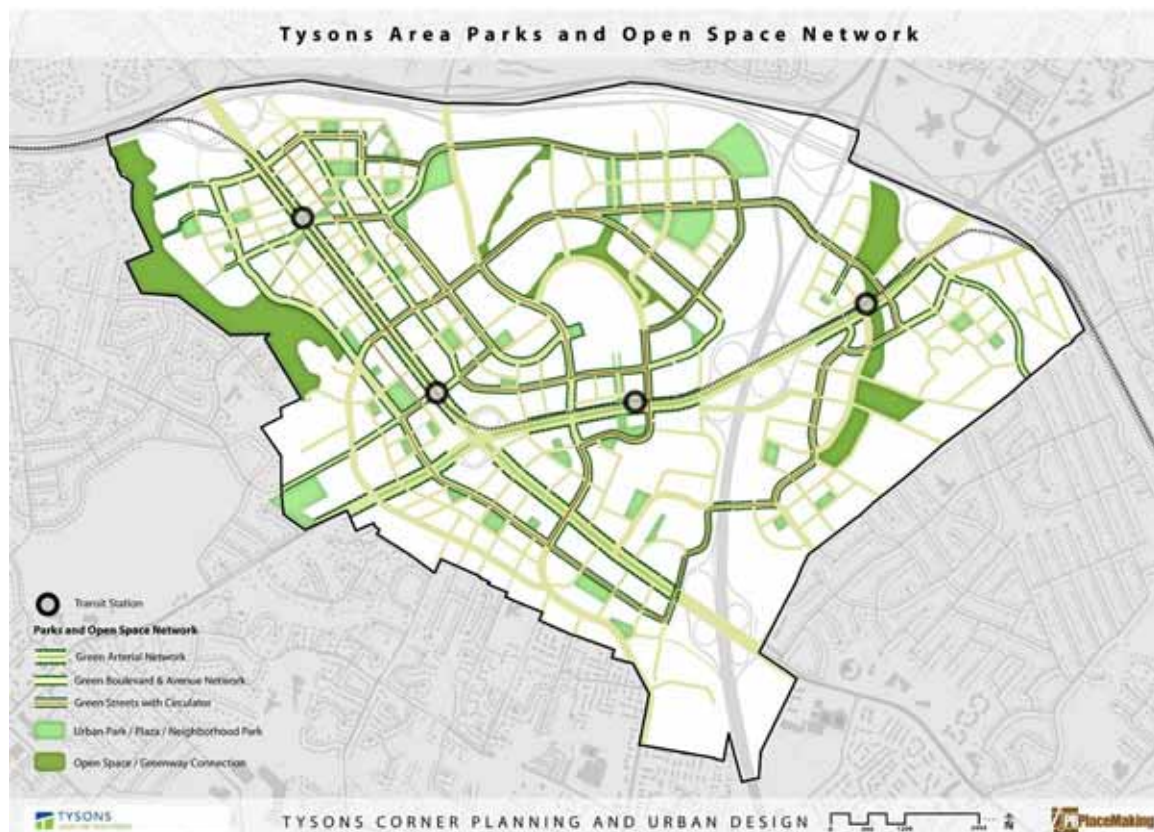 Tysons Area Parks and Open Space Network
Transit Station
Parks and Open Space Network
Green Arterial Network
Green Boulevard & Avenue Network
Green Streets with Circulator
Urban Park / Plaza / Neighborhood Park
Open Space / Greenway Connection
TYSONS
TYSONS CORNER PLANNING AND URBAN DESIGN
0
PlaceMaking